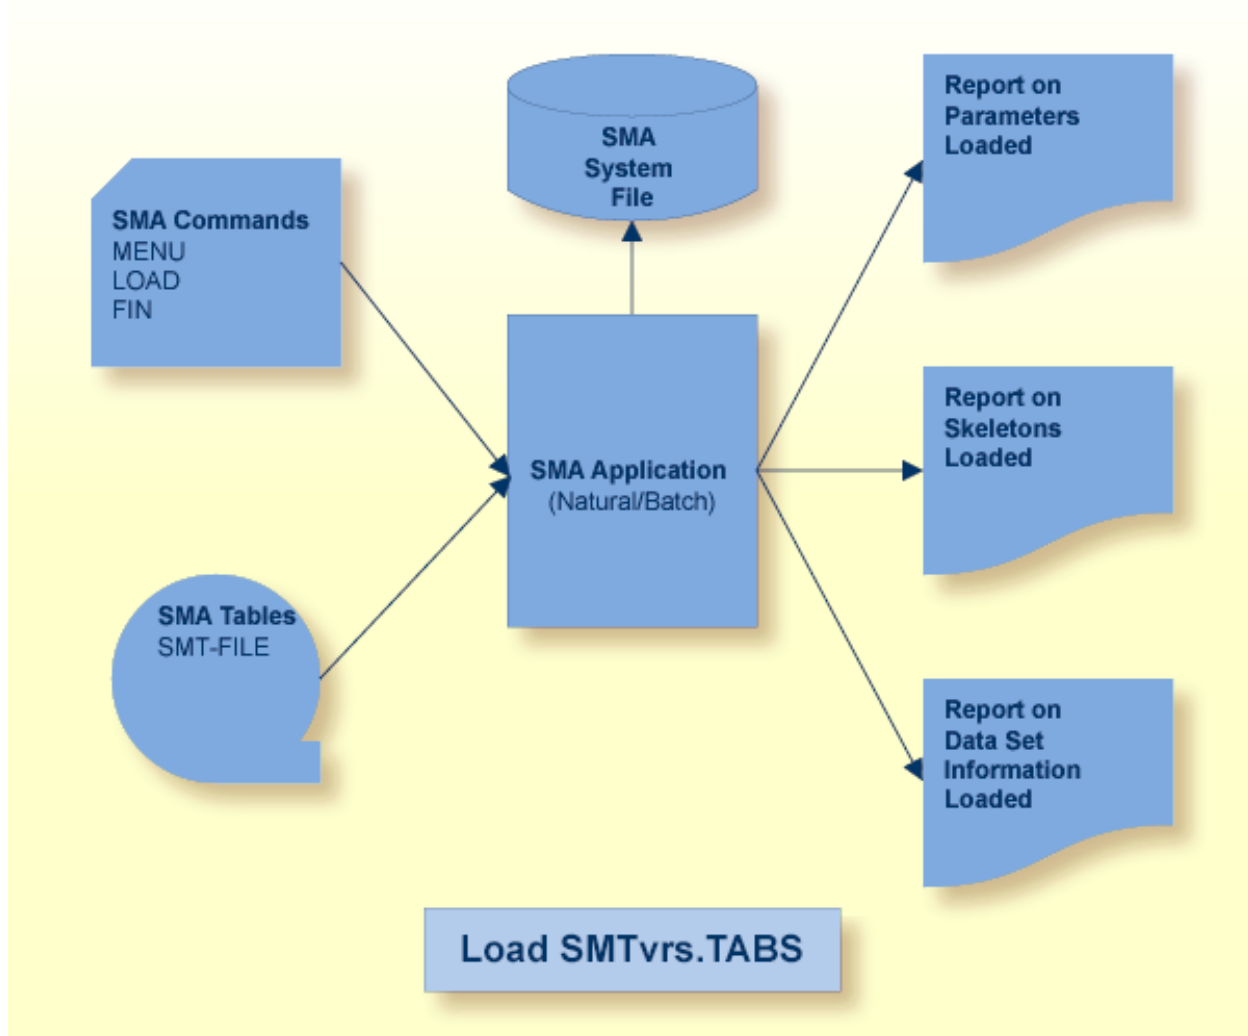 SMA Commands
MENU
LOAD
FIN
SMA Tables
SMT-FILE
SMA
System
File
SMA Application
(Natural/Batch)
Report on
Parameters
Loaded
Report on
Skeletons
Loaded
Report on
Data Set
Information
Loaded
Load SMTvrs.TABS